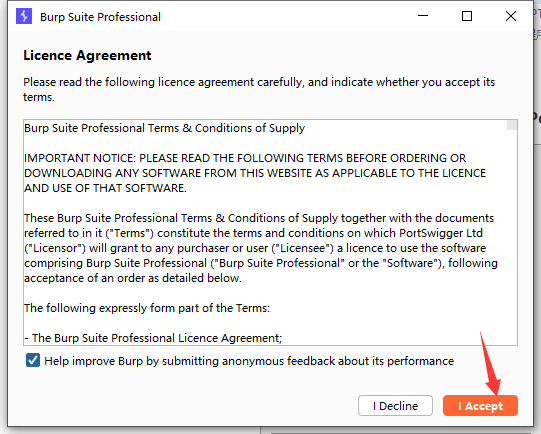 Burp Suite Professional
Licence Agreement
Please read the following licence agreement carefully, and indicate whether you accept its
terms.
Burp Suite Professional Terms & Conditions of Supply
IMPORTANT NOTICE: PLEASE READ THE FOLLOWING TERMS BEFORE ORDERING OR
DOWNLOADING ANY SOFTWARE FROM THIS WEBSITE AS APPLICABLE TO THE LICENCE
AND USE OF THAT SOFTWARE.
These Burp Suite Professional Terms & Conditions of Supply together with the documents
referred to in it ("Terms") constitute the terms and conditions on which PortSwigger Ltd
("Licensor") will grant to any purchaser or user ("Licensee") a licence to use the software
comprising Burp Suite Professional ("Burp Suite Professional" or the "Software"), following
acceptance of an order as detailed below.
The following expressly form part of the Terms:
- The Burp Suite Professional Licence Agreement;
Help improve Burp by submitting anonymous feedback about its performance
I Decline
I Accept